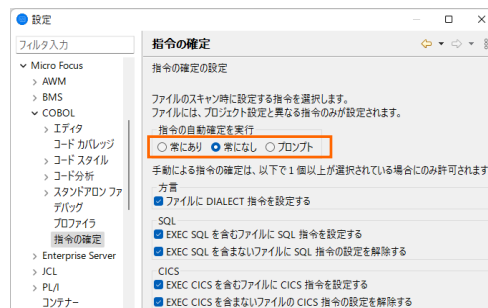 設定
フィルタ入力
Micro Focus
AWM
BMS
COBOL
エディタ
コード カバレッジ
コード スタイル
コード分析
スタンドアロン ファ
デバッグ
プロファイラ
指令の確定
Enterprise Server
JCL
PL/I
コンテナー
指令の確定
指令の確定の設定
ファイルのスキャン時に設定する指令を選択します。
ファイルには、プロジェクト設定と異なる指令のみが設定されます。
指令の自動確定を実行
常にあり 常になし プロンプト
手動による指令の確定は、以下で 1 個以上が選択されている場合にのみ許可されます
方言
ファイルに DIALECT 指令を設定する
SQL
EXEC SQL を含むファイルに SQL 指令を設定する
EXEC SQL を含まないファイルに SQL 指令の設定を解除する
CICS
EXEC CICS を含むファイルに CICS 指令を設定する
EXEC CICS を含まないファイルの CICS 指令の設定を解除する